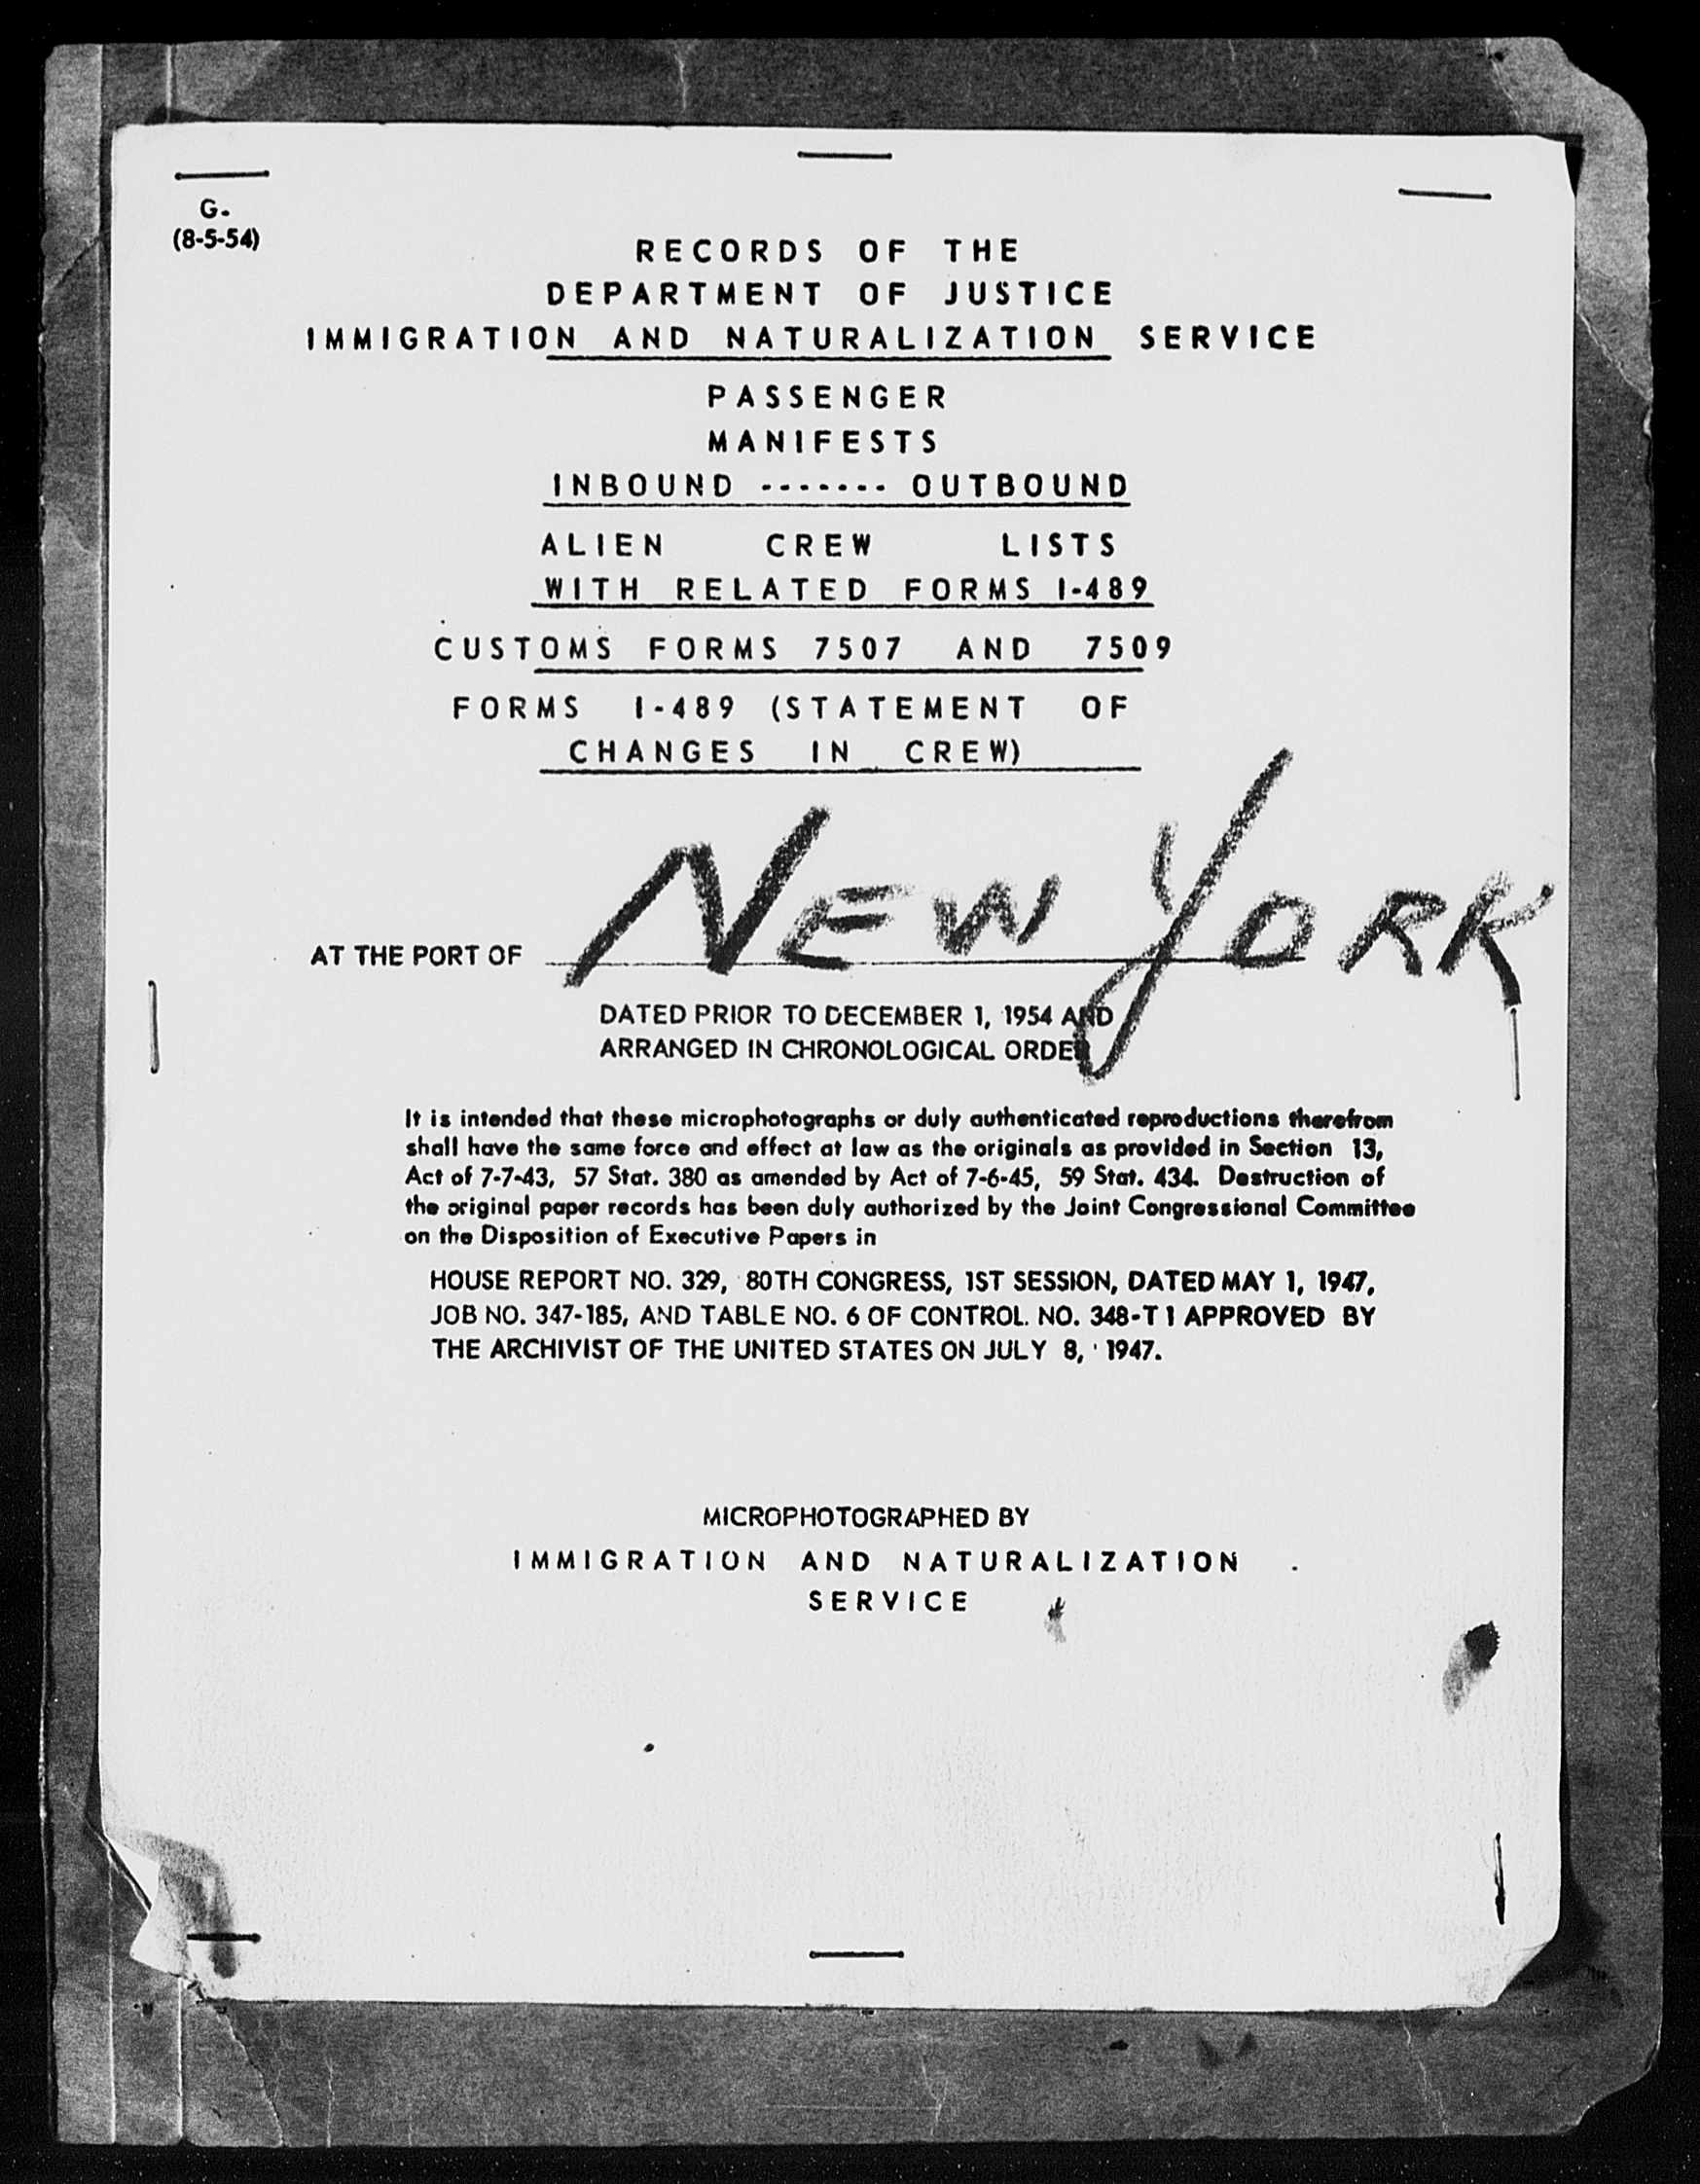 G.
(8-5-54)
RECORDS OF THE
DEPARTMENT OF JUSTICE
IMMIGRATION AND NATURALIZATION SERVICE
PASSENGER
MANIFESTS
INBOUND ------- OUTBOUND
ALIEN CREW LISTS
WITH RELATED FORMS I-489
CUSTOMS FORMS 7507 AND 7509
FORMS I-489 (STATEMENT OF
CHANGES IN CREW)
AT THE PORT OF NEW YORK
DATED PRIOR TO DECEMBER 1, 1954 AND
ARRANGED IN CHRONOLOGICAL ORDER
It is intended that these microphotographs or duly authenticated reproductions therefrom
shall have the same force and effect at law as the originals as provided in Section 13,
Act of 7-7-43, 57 Stat. 380 as amended by Act of 7-6-45, 59 Stat. 434. Destruction of
the original paper records has been duly authorized by the Joint Congressional Committee
on the Disposition of Executive Papers in
HOUSE REPORT NO. 329, 80TH CONGRESS, 1ST SESSION, DATED MAY 1, 1947,
JOB NO. 347-185, AND TABLE NO. 6 OF CONTROL NO. 348-T1 APPROVED BY
THE ARCHIVIST OF THE UNITED STATES ON JULY 8, 1947.
MICROPHOTOGRAPHED BY
IMMIGRATION AND NATURALIZATION
SERVICE